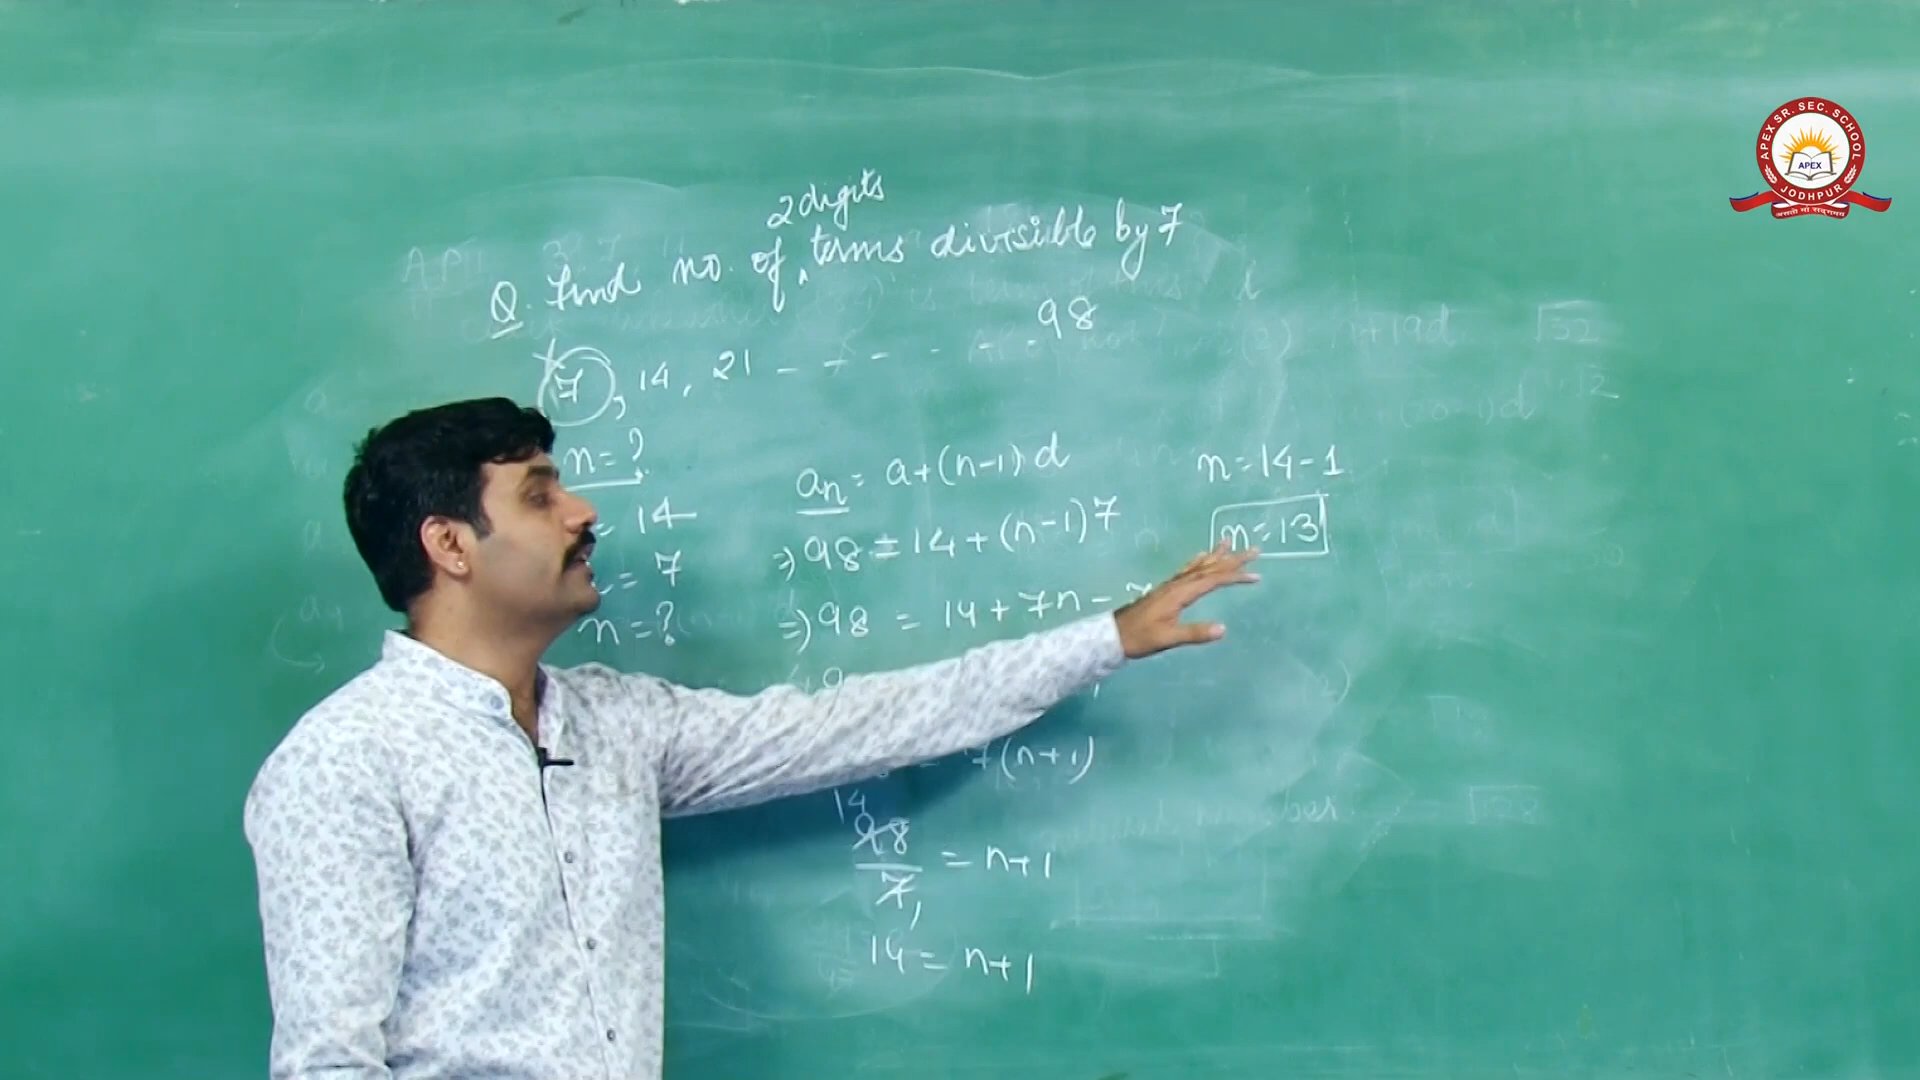 2 digits
Q. Find no. of terms divisible by 7
7, 14, 21 - - - - - - 98
n = ?
= 14
= 7
n = ?
an = a + (n-1) d
=> 98 = 14 + (n-1) 7
=> 98 = 14 + 7n -
7(n+1)
14
98
7
= n+1
14 = n+1
n = 14-1
n = 13
APEX SR. SEC. SCHOOL
APEX
JODHPUR